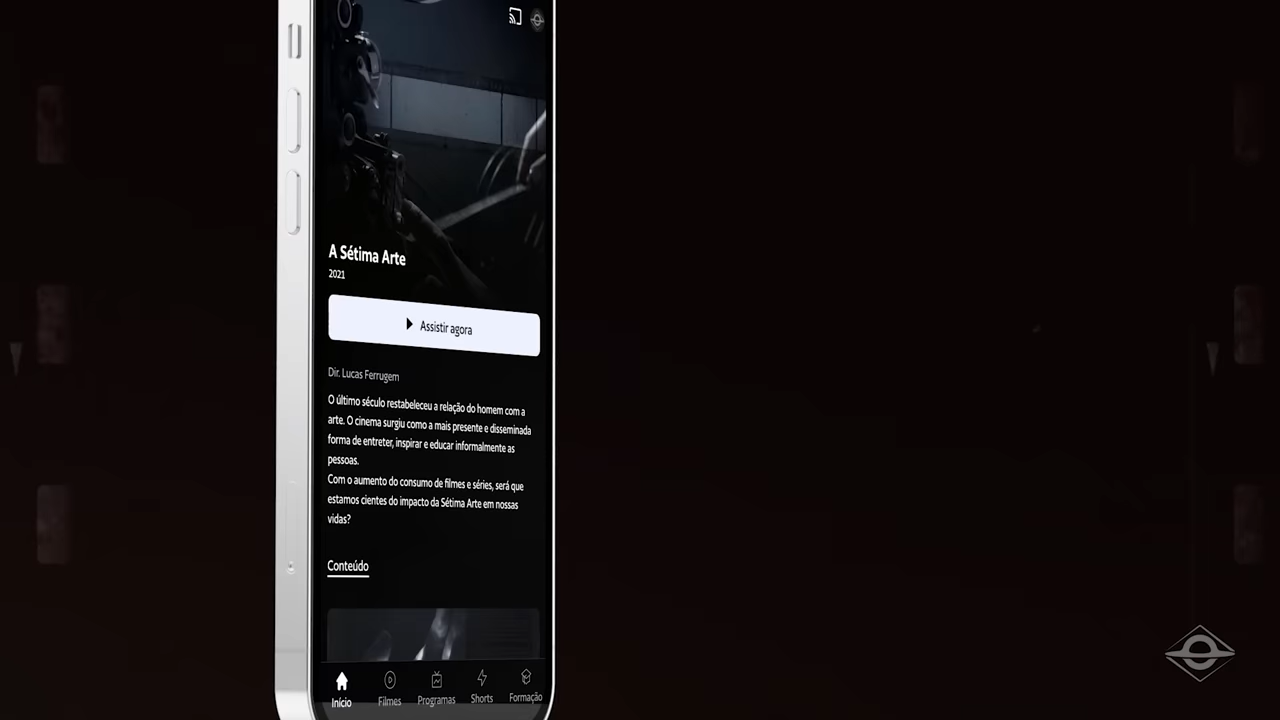 A Sétima Arte
2021
Assistir agora
Dir. Lucas Ferrugem
O último século restabeleceu a relação do homem com a
arte. O cinema surgiu como a mais presente e disseminada
forma de entreter, inspirar e educar informalmente as
pessoas.
Com o aumento do consumo de filmes e séries, será que
estamos cientes do impacto da Sétima Arte em nossas
vidas?
Conteúdo
Início Filmes Programas Shorts Formação